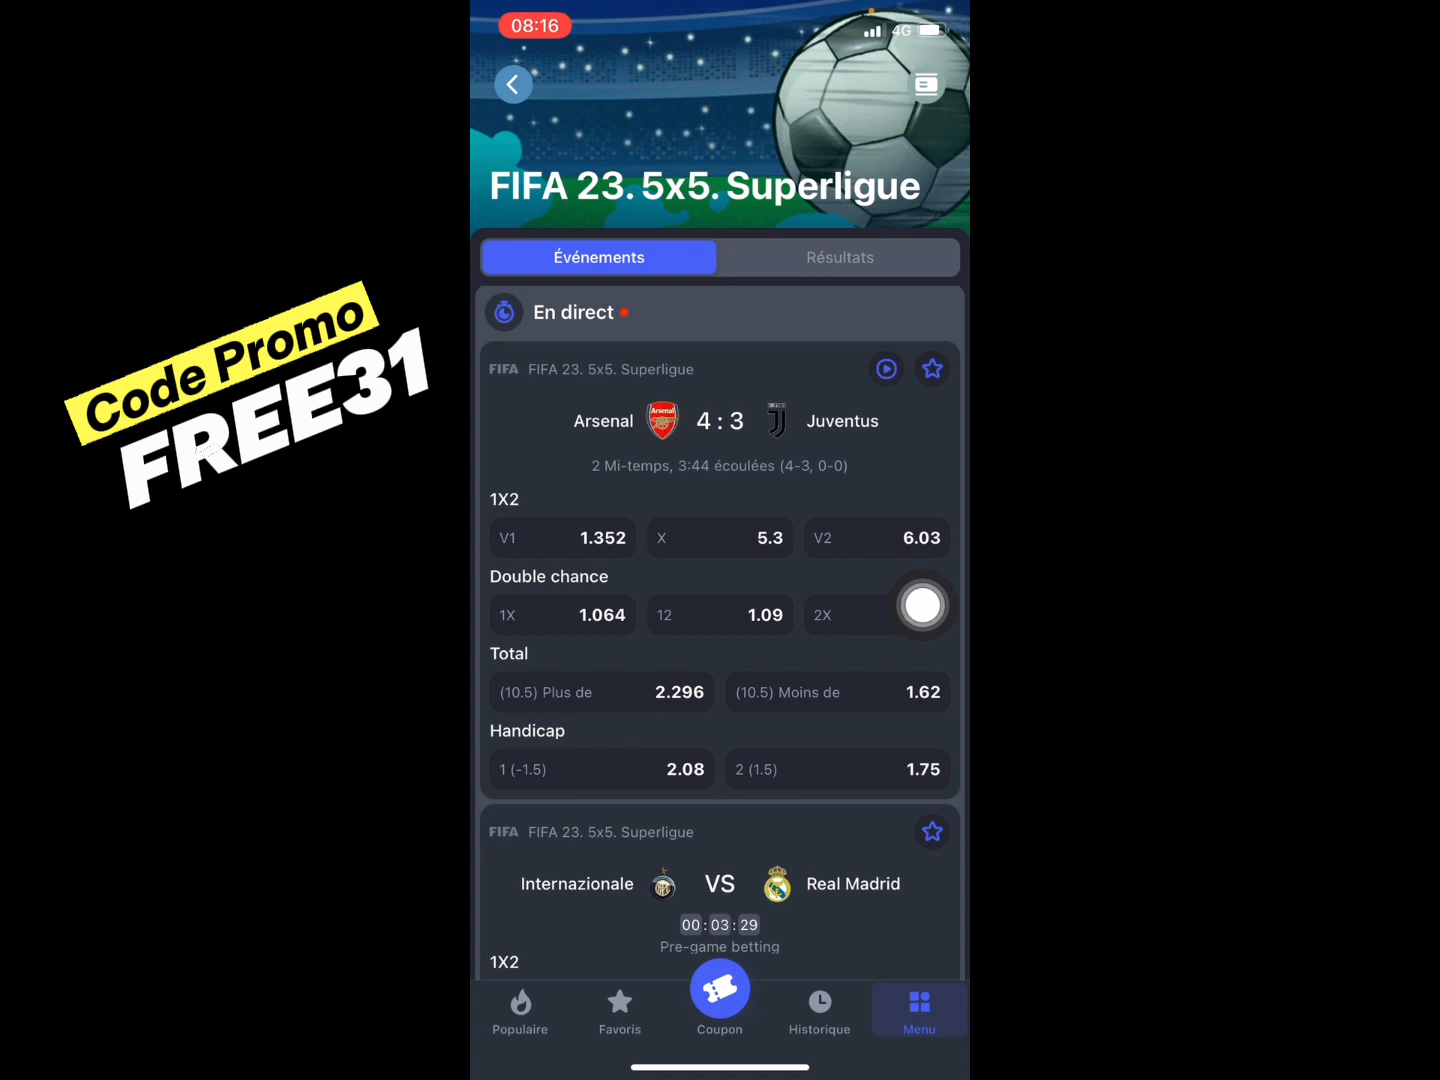 08:16
4G
FIFA 23. 5x5. Superligue
Événements
Résultats
En direct
FIFA FIFA 23. 5x5. Superligue
Arsenal Arsenal 4 : 3 Juventus
2 Mi-temps, 3:44 écoulées (4-3, 0-0)
1X2
V1 1.352 X 5.3 V2 6.03
Double chance
1X 1.064 12 1.09 2X
Total
(10.5) Plus de 2.296 (10.5) Moins de 1.62
Handicap
1 (-1.5) 2.08 2 (1.5) 1.75
FIFA FIFA 23. 5x5. Superligue
Internazionale VS Real Madrid
00 : 03 : 29
Pre-game betting
1X2
Populaire Favoris Coupon Historique Menu
Code Promo
FREE31